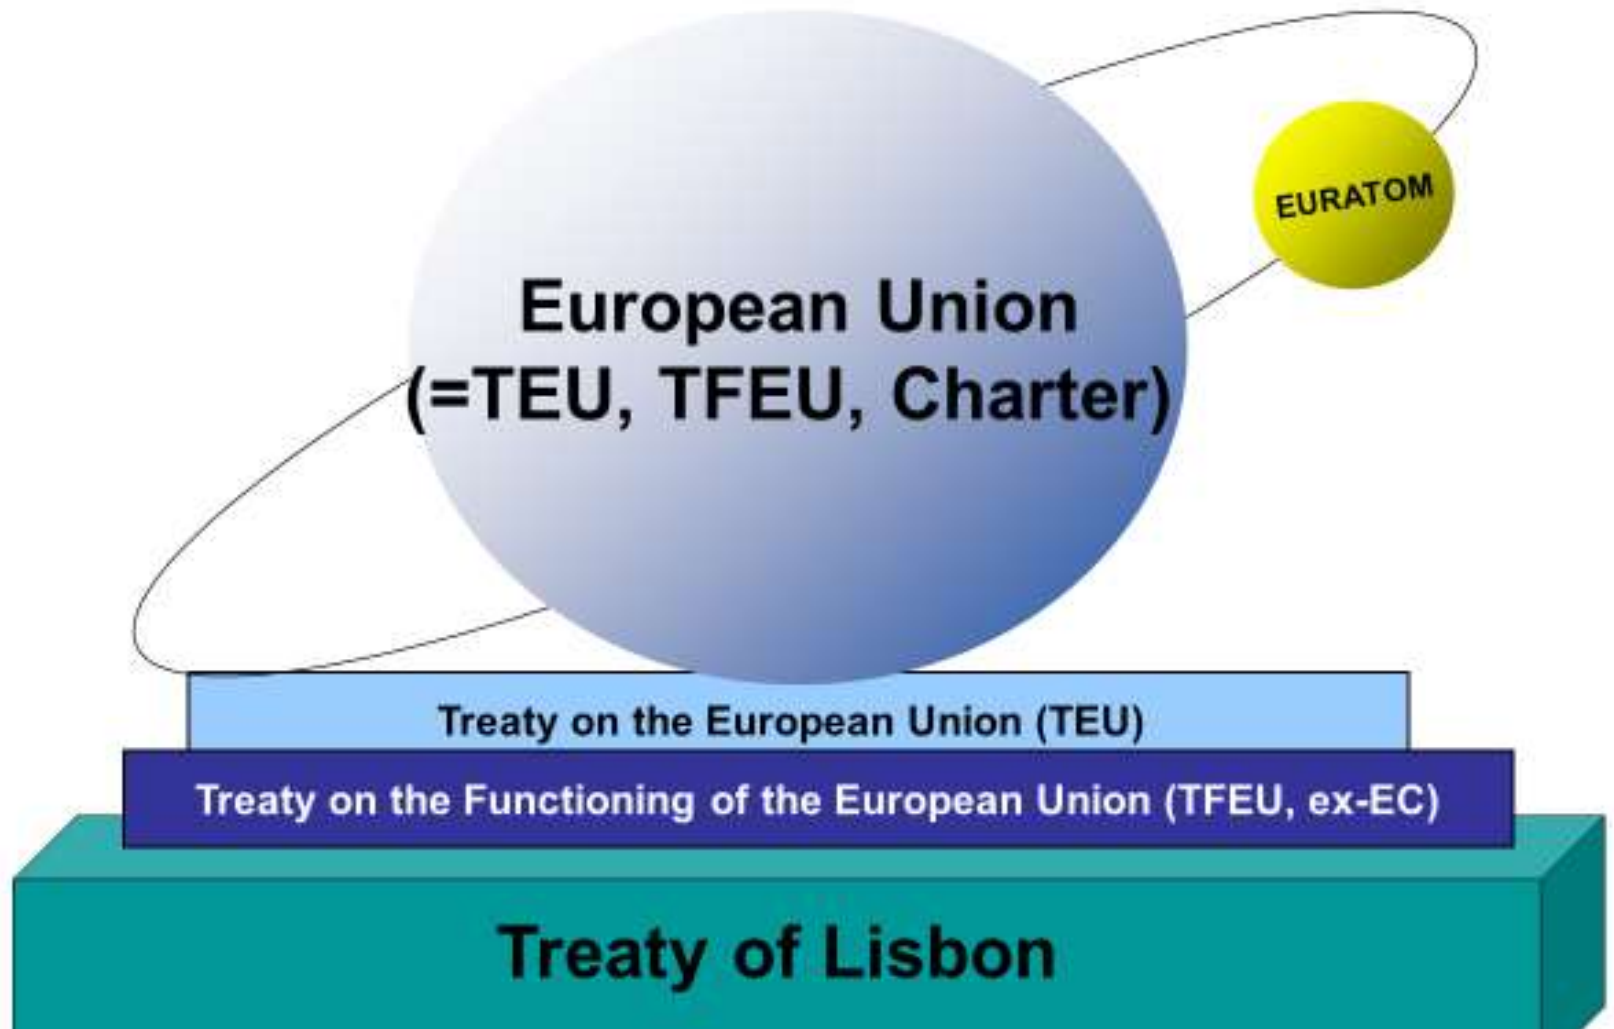 EURATOM
European Union
(=TEU, TFEU, Charter)
Treaty on the European Union (TEU)
Treaty on the Functioning of the European Union (TFEU, ex-EC)
Treaty of Lisbon